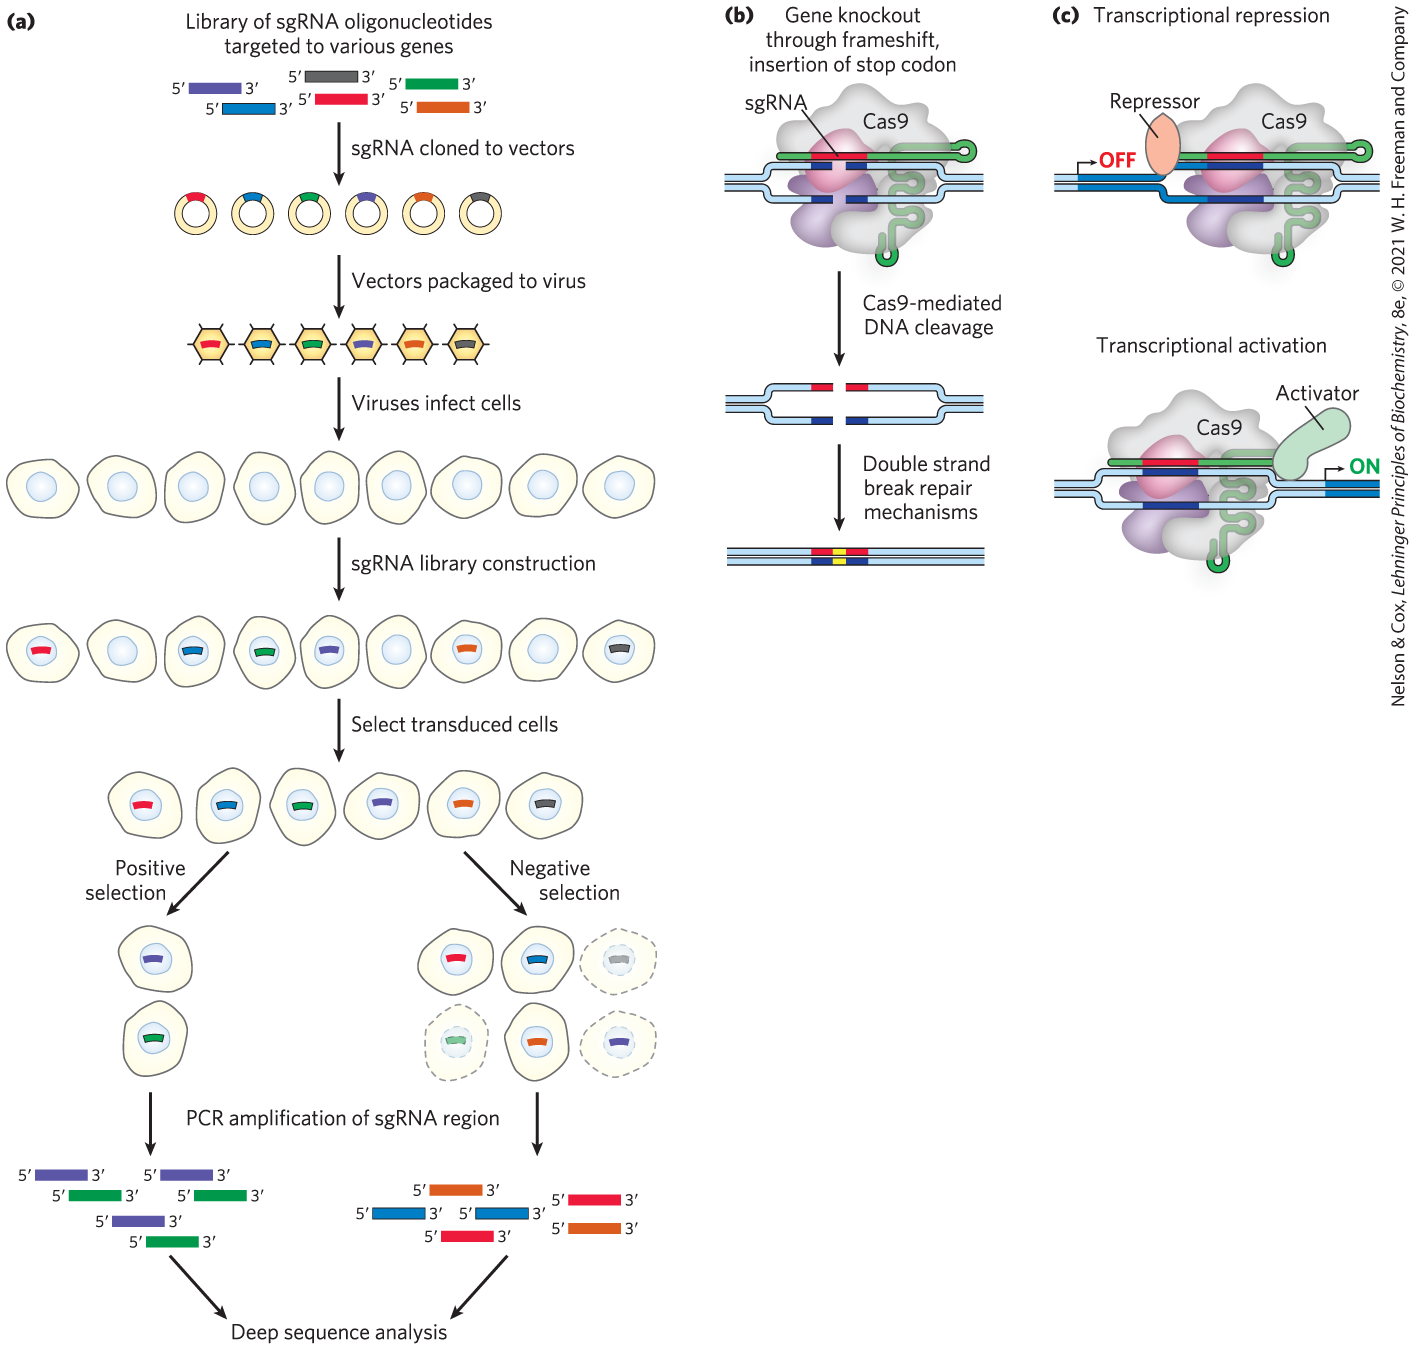 (a)
Library of sgRNA oligonucleotides
targeted to various genes
5′ 3′
5′ 3′
5′ 3′
5′ 3′
5′ 3′
5′ 3′
sgRNA cloned to vectors
Vectors packaged to virus
Viruses infect cells
sgRNA library construction
Select transduced cells
Positive
selection
Negative
selection
PCR amplification of sgRNA region
5′ 3′ 5′ 3′
5′ 3′ 5′ 3′
5′ 3′
5′ 3′
5′ 3′
5′ 3′
5′ 3′ 5′ 3′
5′ 3′
5′ 3′
Deep sequence analysis
(b)
Gene knockout
through frameshift,
insertion of stop codon
sgRNA
Cas9
Cas9-mediated
DNA cleavage
Double strand
break repair
mechanisms
(c)
Transcriptional repression
Repressor
Cas9
OFF
Transcriptional activation
Activator
Cas9
ON
Nelson & Cox, Lehninger Principles of Biochemistry, 8e, © 2021 W. H. Freeman and Company